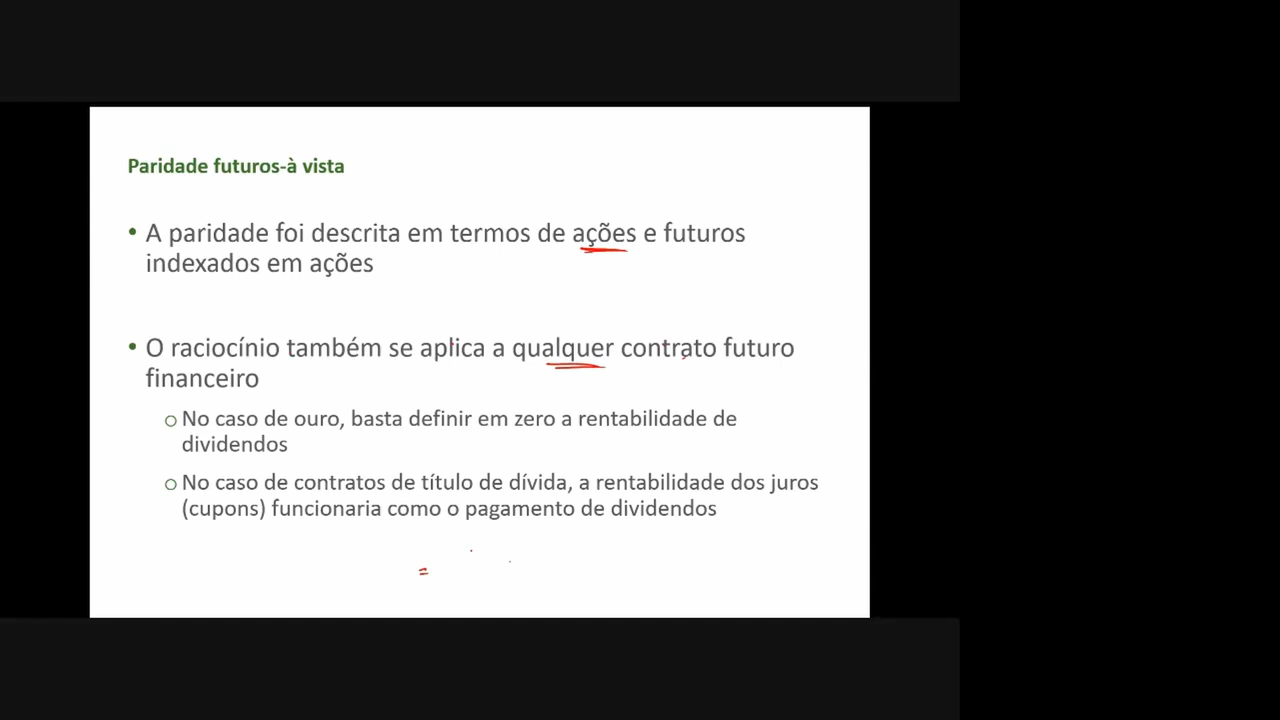 Paridade futuros-à vista
• A paridade foi descrita em termos de ações e futuros
indexados em ações
• O raciocínio também se aplica a qualquer contrato futuro
financeiro
o No caso de ouro, basta definir em zero a rentabilidade de
dividendos
o No caso de contratos de título de dívida, a rentabilidade dos juros
(cupons) funcionaria como o pagamento de dividendos
=